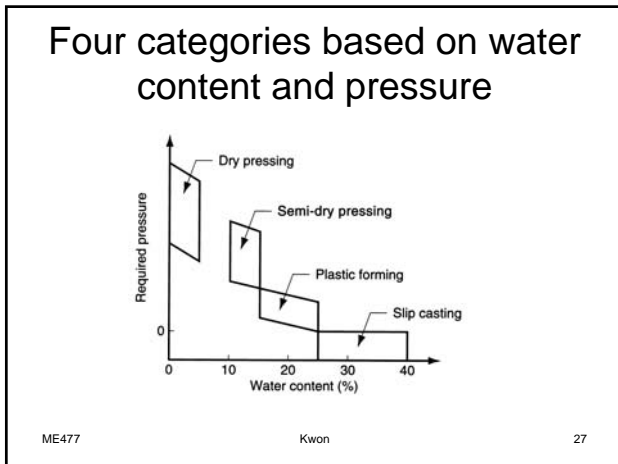 Four categories based on water
content and pressure
Dry pressing
Semi-dry pressing
Plastic forming
Slip casting
Required pressure
0
0 10 20 30 40
Water content (%)
ME477 Kwon 27